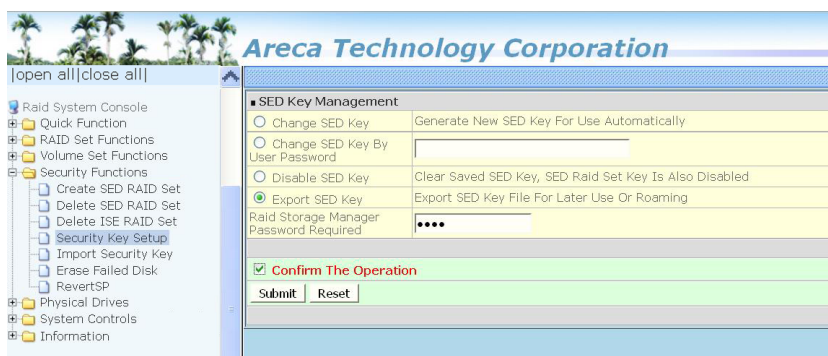 Areca Technology Corporation
|open all|close all|
Raid System Console
Quick Function
RAID Set Functions
Volume Set Functions
Security Functions
Create SED RAID Set
Delete SED RAID Set
Delete ISE RAID Set
Security Key Setup
Import Security Key
Erase Failed Disk
RevertSP
Physical Drives
System Controls
Information
SED Key Management
Change SED Key Generate New SED Key For Use Automatically
Change SED Key By
User Password
Disable SED Key Clear Saved SED Key, SED Raid Set Key Is Also Disabled
Export SED Key Export SED Key File For Later Use Or Roaming
Raid Storage Manager
Password Required ••••
Confirm The Operation
Submit Reset